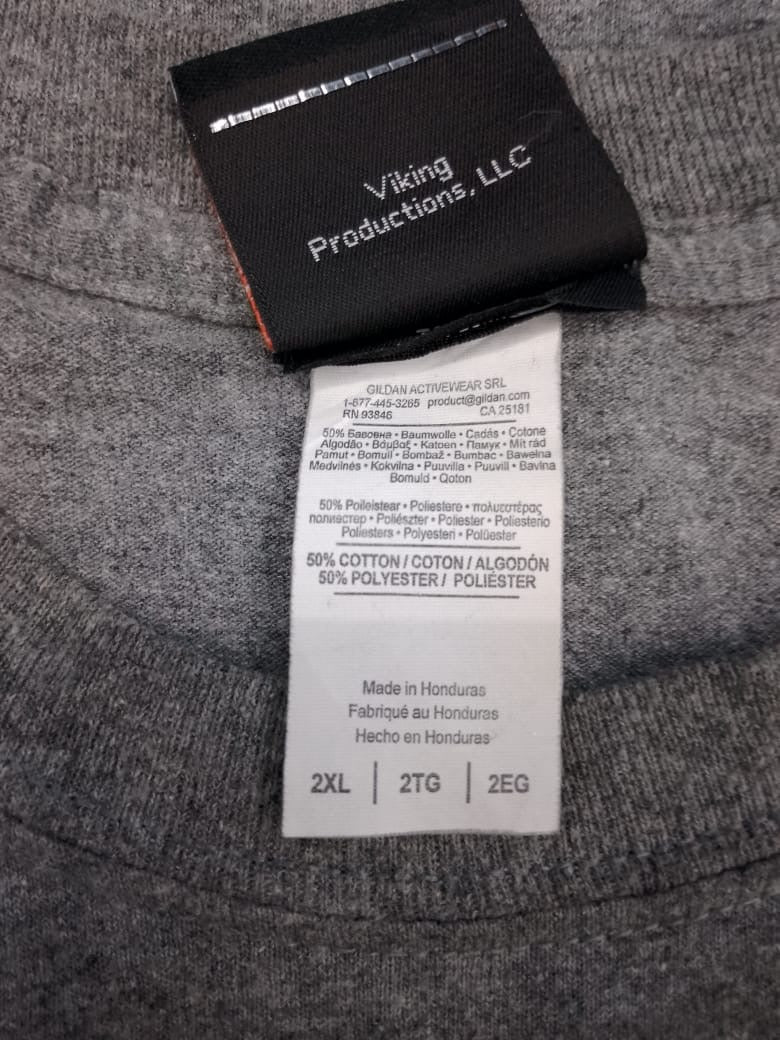 Viking
Productions, LLC
GILDAN ACTIVEWEAR SRL
1-877-445-3265 product@gildan.com
RN 93846 CA 25181
50% Бавовна • Baumwolle • Cadás • Cotone
Algodão • Βάμβαξ • Katoen • Памук • Mit rád
Pamut • Bomull • Bombaž • Bumbac • Bawełna
Medvilnės • Kokvilna • Puuvilla • Puuvill • Bavlna
Bomuld • Qoton
50% Poileistear • Poliestere • πολυεστέρας
полиестер • Poliészter • Poliester • Poliesterio
Poliesters • Polyesteri • Polüester
50% COTTON / COTON / ALGODÓN
50% POLYESTER / POLIÉSTER
Made in Honduras
Fabriqué au Honduras
Hecho en Honduras
2XL | 2TG | 2EG